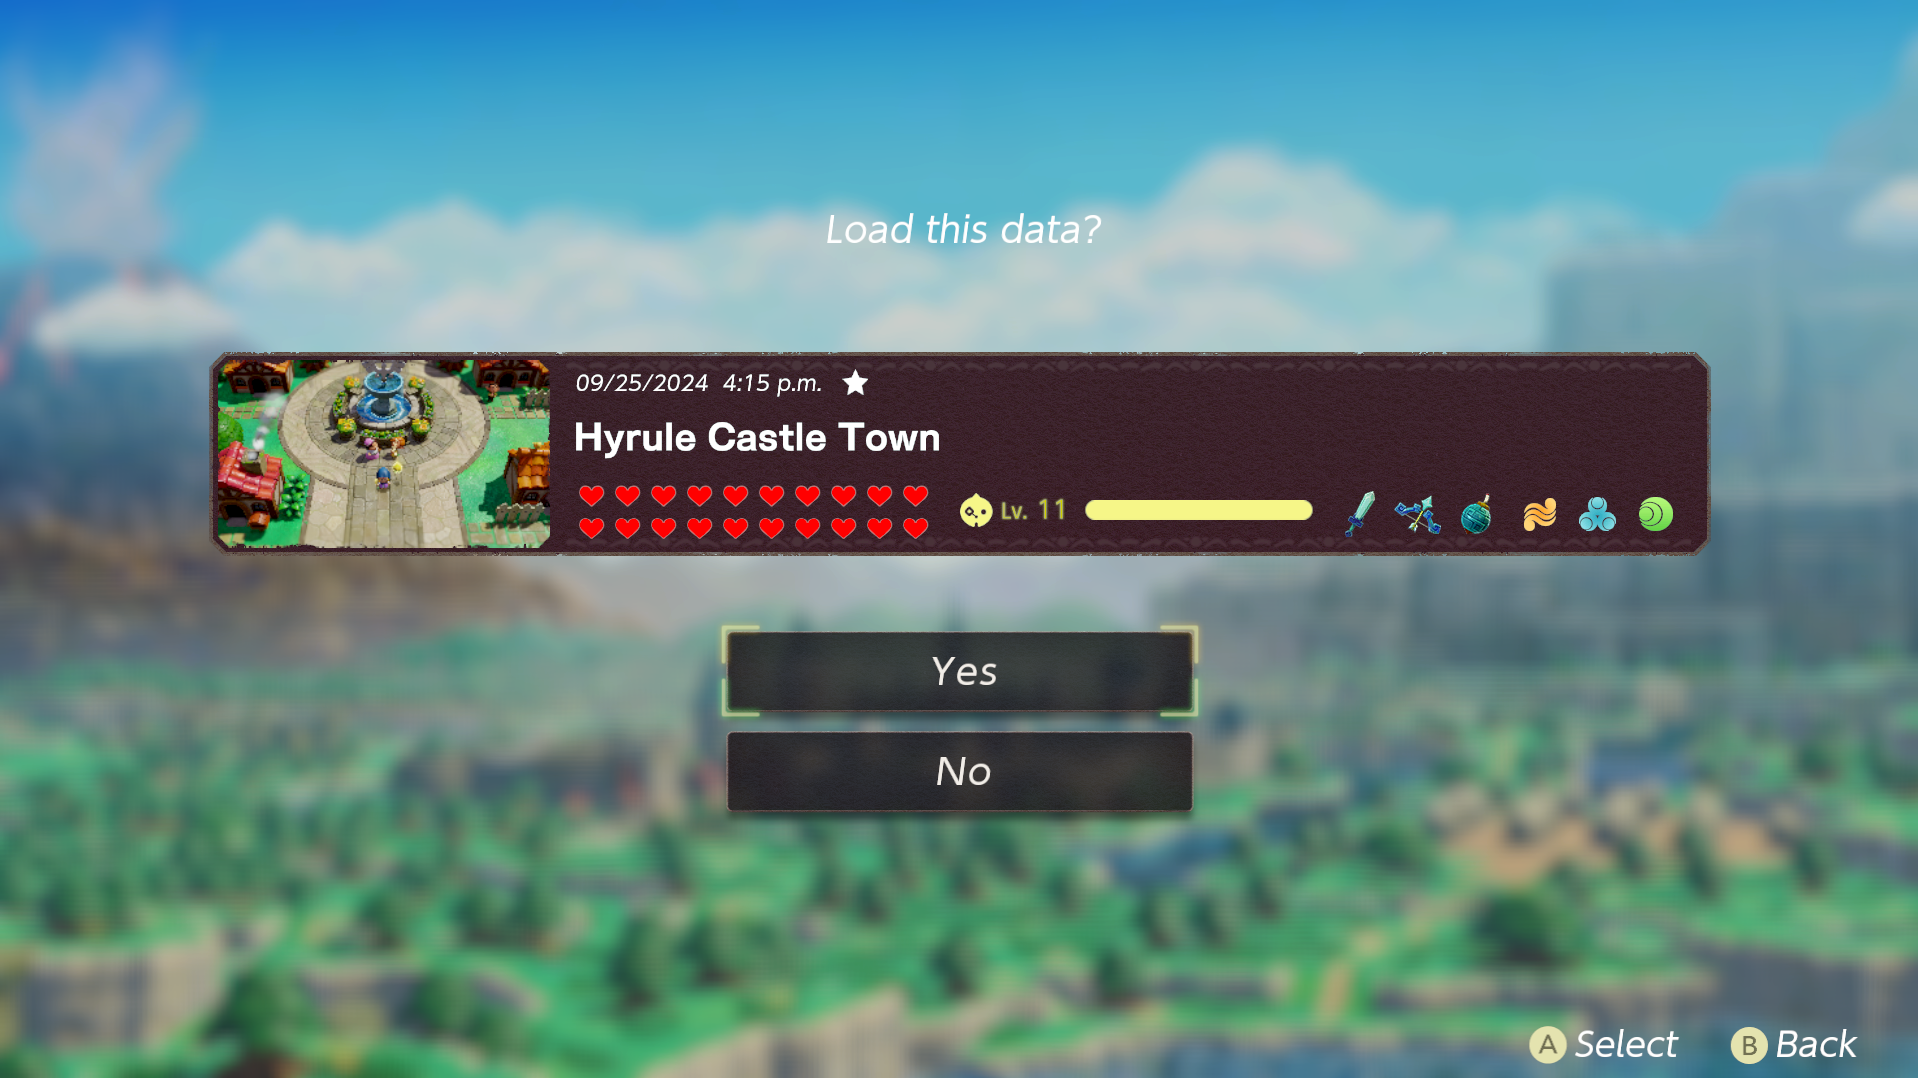 Load this data?
09/25/2024 4:15 p.m.
Hyrule Castle Town
Lv. 11
Yes
No
A Select B Back